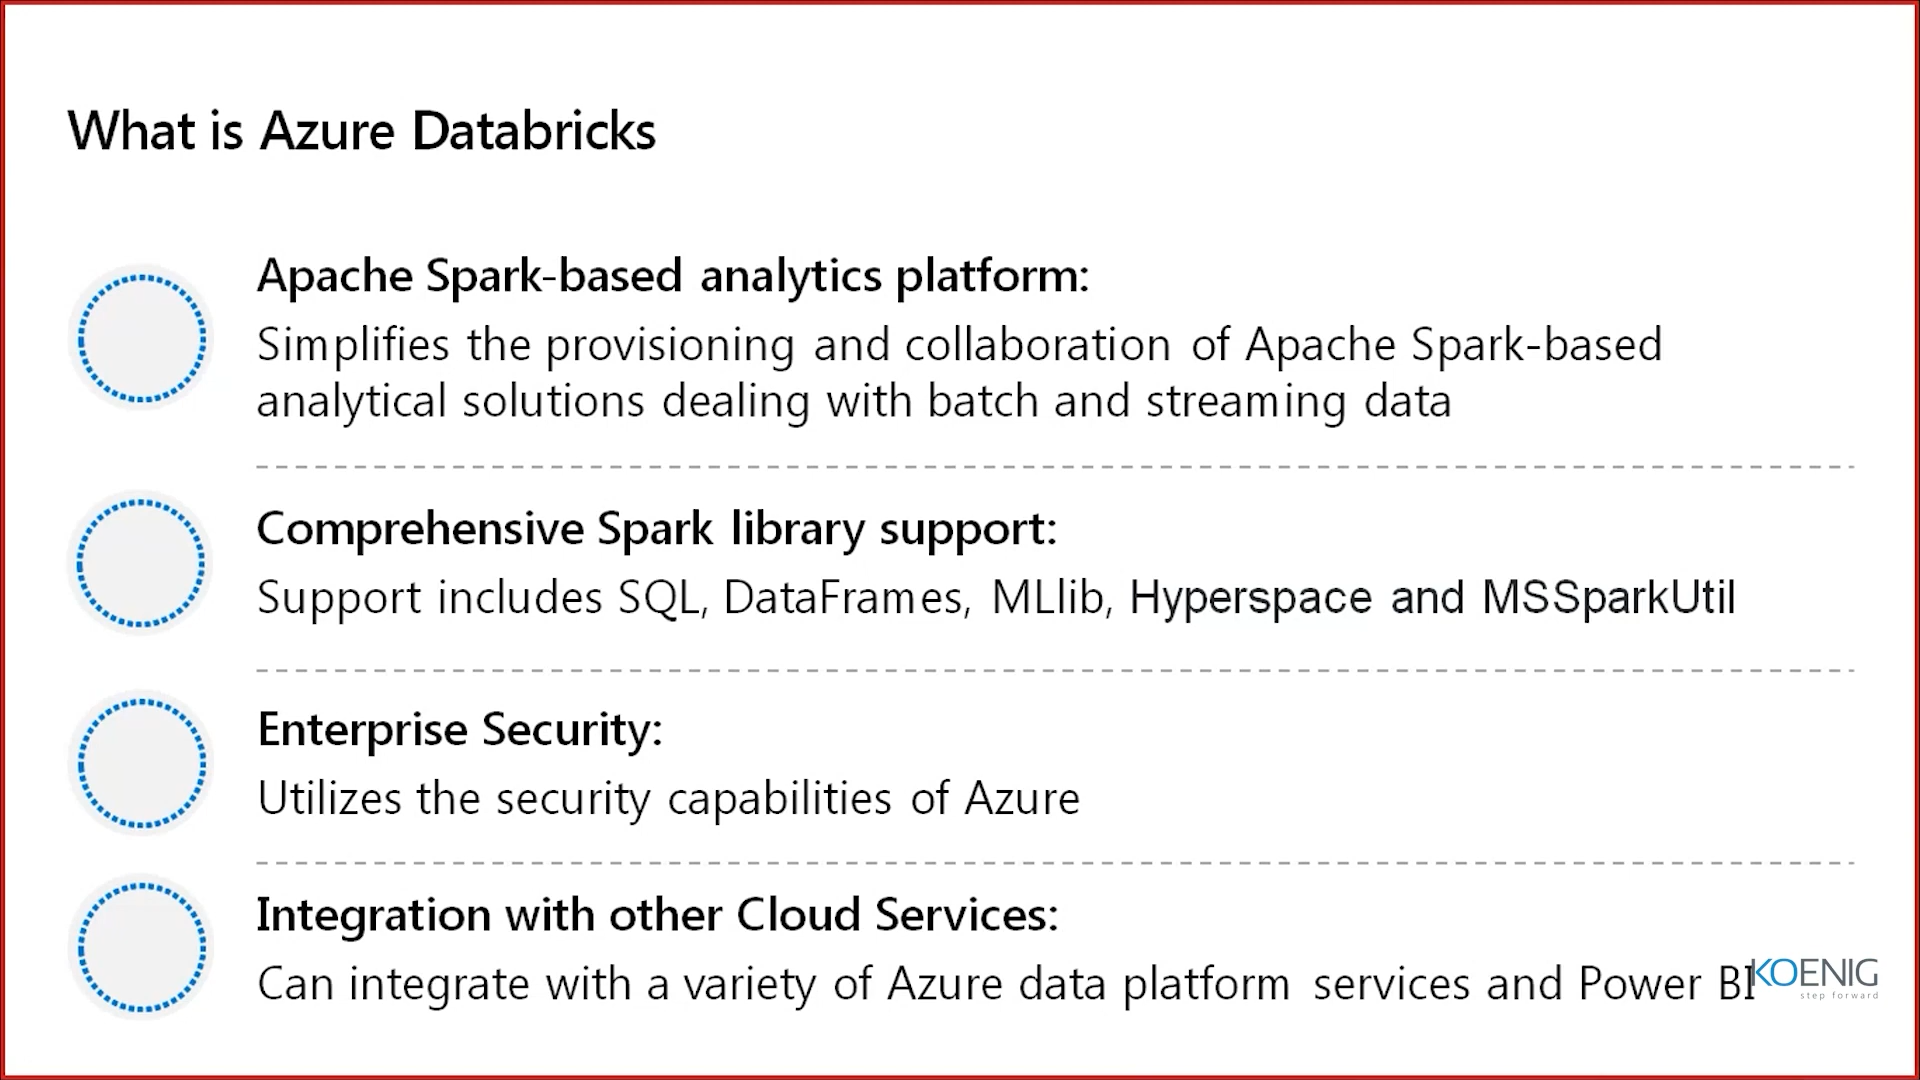 What is Azure Databricks
Apache Spark-based analytics platform:
Simplifies the provisioning and collaboration of Apache Spark-based
analytical solutions dealing with batch and streaming data
Comprehensive Spark library support:
Support includes SQL, DataFrames, MLlib, Hyperspace and MSSparkUtil
Enterprise Security:
Utilizes the security capabilities of Azure
Integration with other Cloud Services:
Can integrate with a variety of Azure data platform services and Power BI
KOENIG
step forward